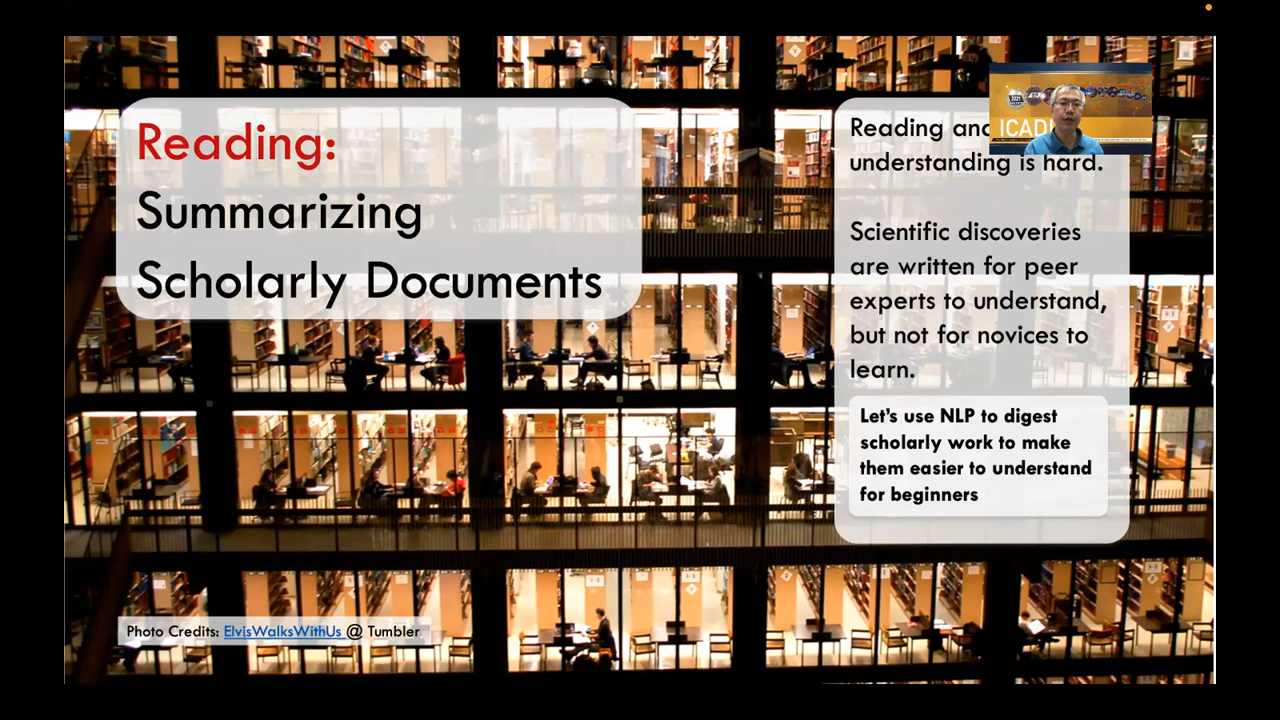 Reading:
Summarizing
Scholarly Documents
Reading and
understanding is hard.
Scientific discoveries
are written for peer
experts to understand,
but not for novices to
learn.
Let's use NLP to digest
scholarly work to make
them easier to understand
for beginners
ICAD
Photo Credits: ElvisWalksWithUs @ Tumbler